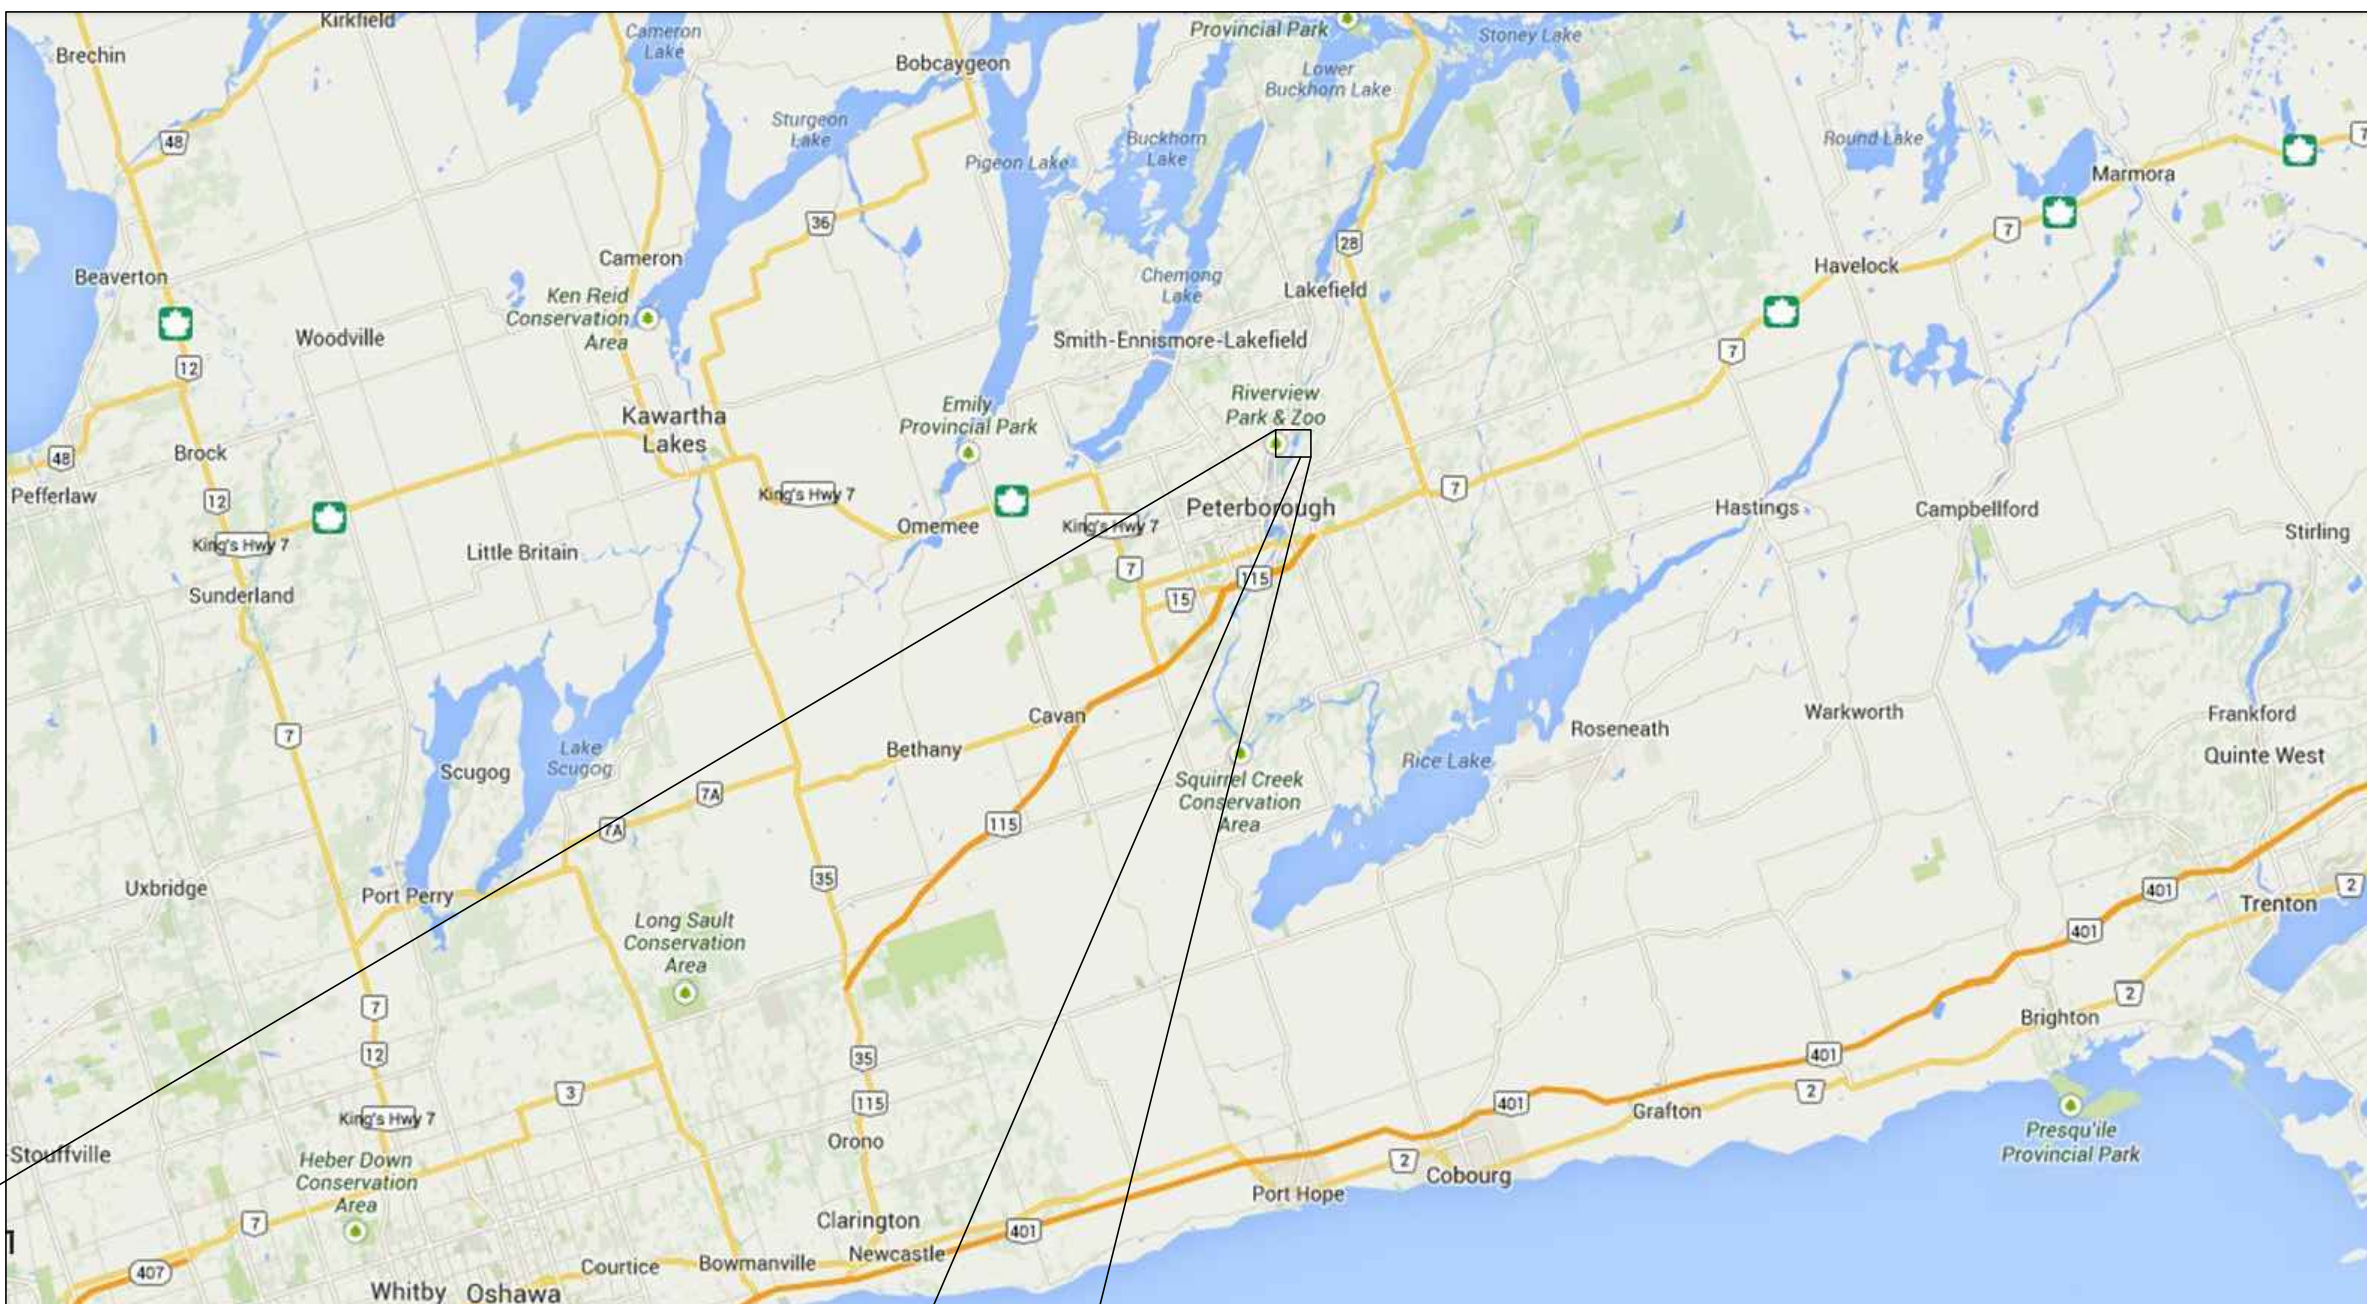 Kirkfield
Brechin
Cameron
Lake
Bobcaygeon
Provincial Park
Stoney Lake
Lower
Buckhorn Lake
Sturgeon
Lake
48
Pigeon Lake
Buckhorn
Lake
Round Lake
7
Marmora
36
28
7
Cameron
Beaverton
Havelock
Chemong
Lake
Lakefield
Ken Reid
Conservation
Area
Woodville
Smith-Ennismore-Lakefield
7
12
Riverview
Park & Zoo
Emily
Provincial Park
Kawartha
Lakes
Brock
48
Pefferlaw
12
King's Hwy 7
7
Peterborough
Hastings
Campbellford
Omemee
King's Hwy 7
Stirling
King's Hwy 7
Little Britain
7
115
15
Sunderland
Cavan
Frankford
Warkworth
Roseneath
7
Bethany
Quinte West
Lake
Scugog
Scugog
Rice Lake
Squirrel Creek
Conservation
Area
7A
7A
115
35
Uxbridge
Port Perry
401
2
Trenton
Long Sault
Conservation
Area
401
2
7
Brighton
12
35
401
3
2
115
401
Grafton
King's Hwy 7
Presqu'ile
Provincial Park
Orono
Stouffville
Heber Down
Conservation
Area
2
Cobourg
Port Hope
7
Clarington
401
Newcastle
407
Courtice
Bowmanville
Whitby
Oshawa